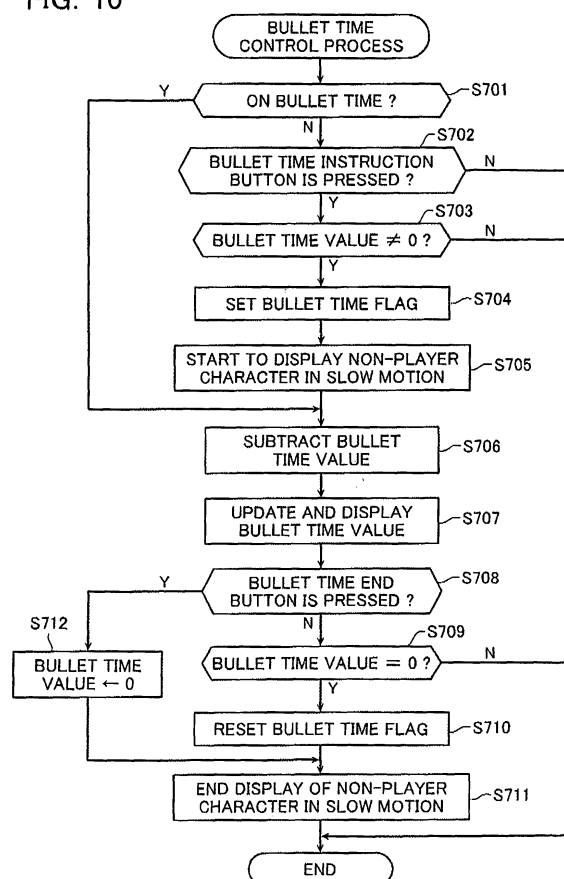 FIG. 10
BULLET TIME
CONTROL PROCESS
Y
ON BULLET TIME ?
S701
N
S702
BULLET TIME INSTRUCTION
BUTTON IS PRESSED ?
N
Y
S703
BULLET TIME VALUE ≠ 0 ?
N
Y
SET BULLET TIME FLAG
S704
START TO DISPLAY NON-PLAYER
CHARACTER IN SLOW MOTION
S705
SUBTRACT BULLET
TIME VALUE
S706
UPDATE AND DISPLAY
BULLET TIME VALUE
S707
Y
BULLET TIME END
BUTTON IS PRESSED ?
S708
N
S712
BULLET TIME
VALUE ← 0
S709
BULLET TIME VALUE = 0 ?
N
Y
RESET BULLET TIME FLAG
S710
END DISPLAY OF NON-PLAYER
CHARACTER IN SLOW MOTION
S711
END